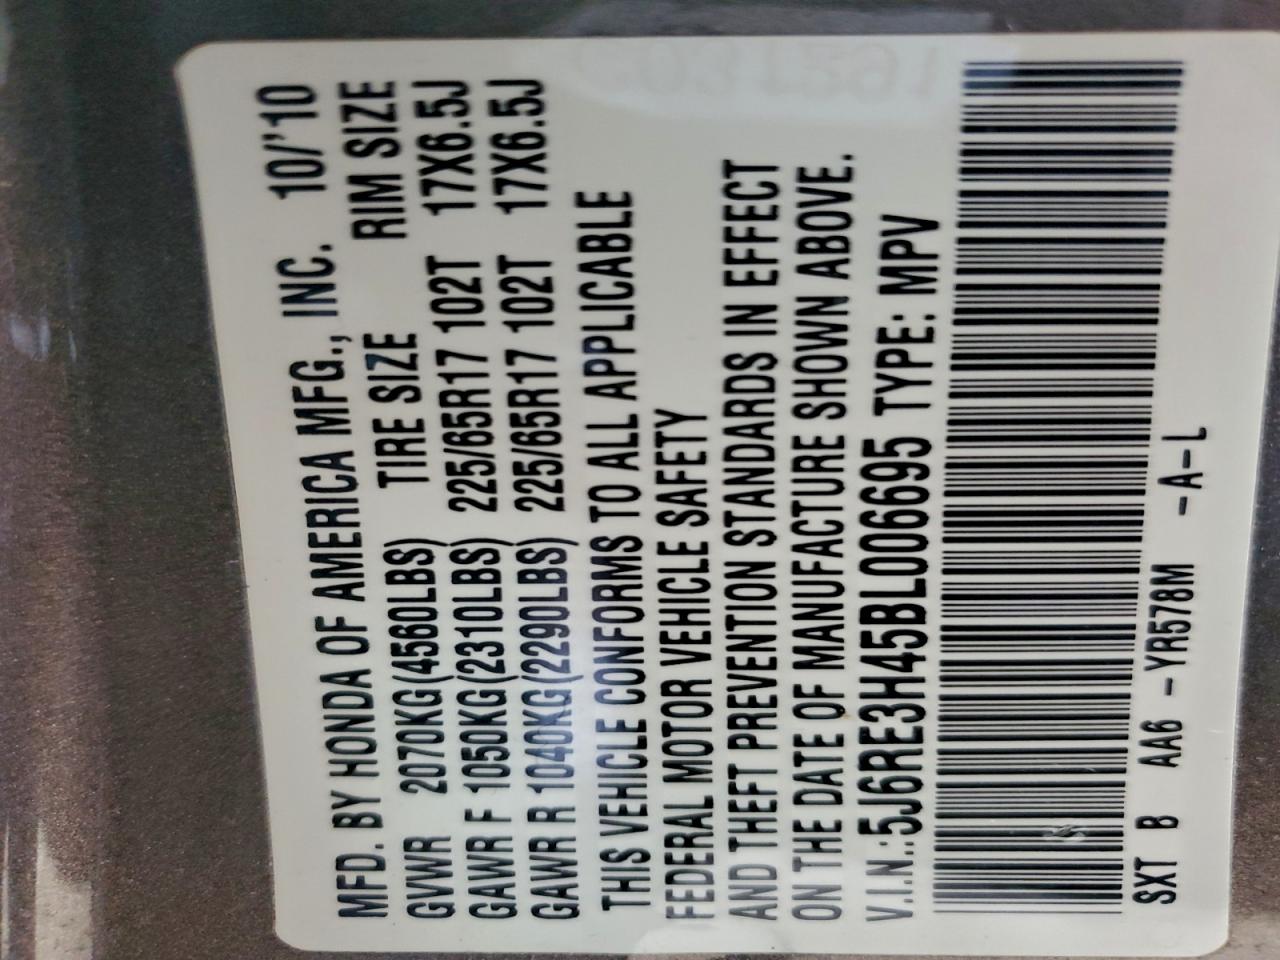 MFD. BY HONDA OF AMERICA MFG., INC. 10/'10
GVWR 2070KG(4560LBS) TIRE SIZE RIM SIZE
GAWR F 1050KG(2310LBS) 225/65R17 102T 17X6.5J
GAWR R 1040KG(2290LBS) 225/65R17 102T 17X6.5J
THIS VEHICLE CONFORMS TO ALL APPLICABLE
FEDERAL MOTOR VEHICLE SAFETY
AND THEFT PREVENTION STANDARDS IN EFFECT
ON THE DATE OF MANUFACTURE SHOWN ABOVE.
V.I.N.:5J6RE3H45BL006695 TYPE: MPV
SXT B AA6 -YR578M -A-L